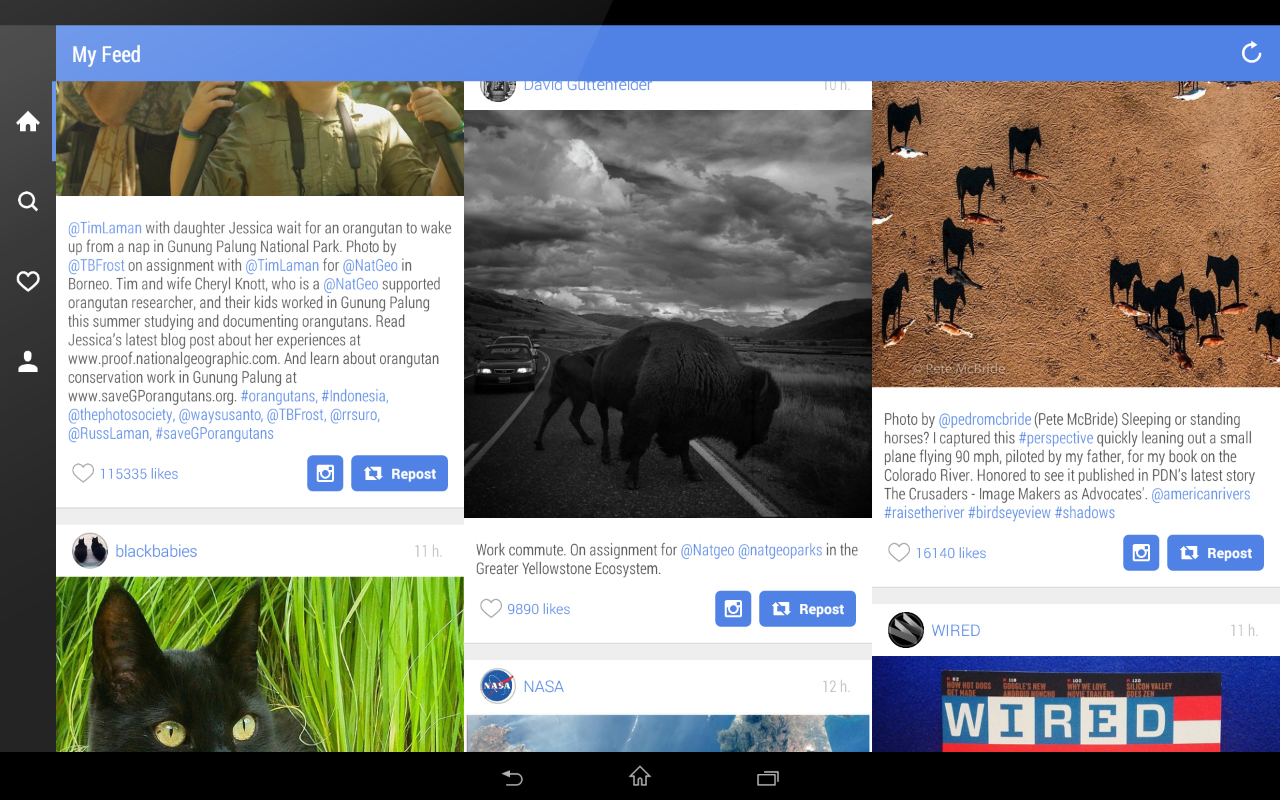 My Feed
@TimLaman with daughter Jessica wait for an orangutan to wake
up from a nap in Gunung Palung National Park. Photo by
@TBFrost on assignment with @TimLaman for @NatGeo in
Borneo. Tim and wife Cheryl Knott, who is a @NatGeo supported
orangutan researcher, and their kids worked in Gunung Palung
this summer studying and documenting orangutans. Read
Jessica's latest blog post about her experiences at
www.proof.nationalgeographic.com. And learn about orangutan
conservation work in Gunung Palung at
www.saveGPorangutans.org. #orangutans, #Indonesia,
@thephotosociety, @waysusanto, @TBFrost, @rrsuro,
@RussLaman, #saveGPorangutans
115335 likes
Repost
blackbabies
11 h.
David Guttenfelder
10 h.
Work commute. On assignment for @Natgeo @natgeoparks in the
Greater Yellowstone Ecosystem.
9890 likes
Repost
NASA
NASA
12 h.
© Pete McBride
Photo by @pedromcbride (Pete McBride) Sleeping or standing
horses? I captured this #perspective quickly leaning out a small
plane flying 90 mph, piloted by my father, for my book on the
Colorado River. Honored to see it published in PDN's latest story
The Crusaders - Image Makers as Advocates'. @americanrivers
#raisetheriver #birdseyeview #shadows
16140 likes
Repost
WIRED
11 h.
P. 82
HOW HOT DOGS
GET MADE
P. 118
GOOGLE'S NEW
ANDROID HONCHO
P. 100
WHY WE LOVE
MOVIE TRAILERS
P. 120
SILICON VALLEY
GOES ZEN
WIRED